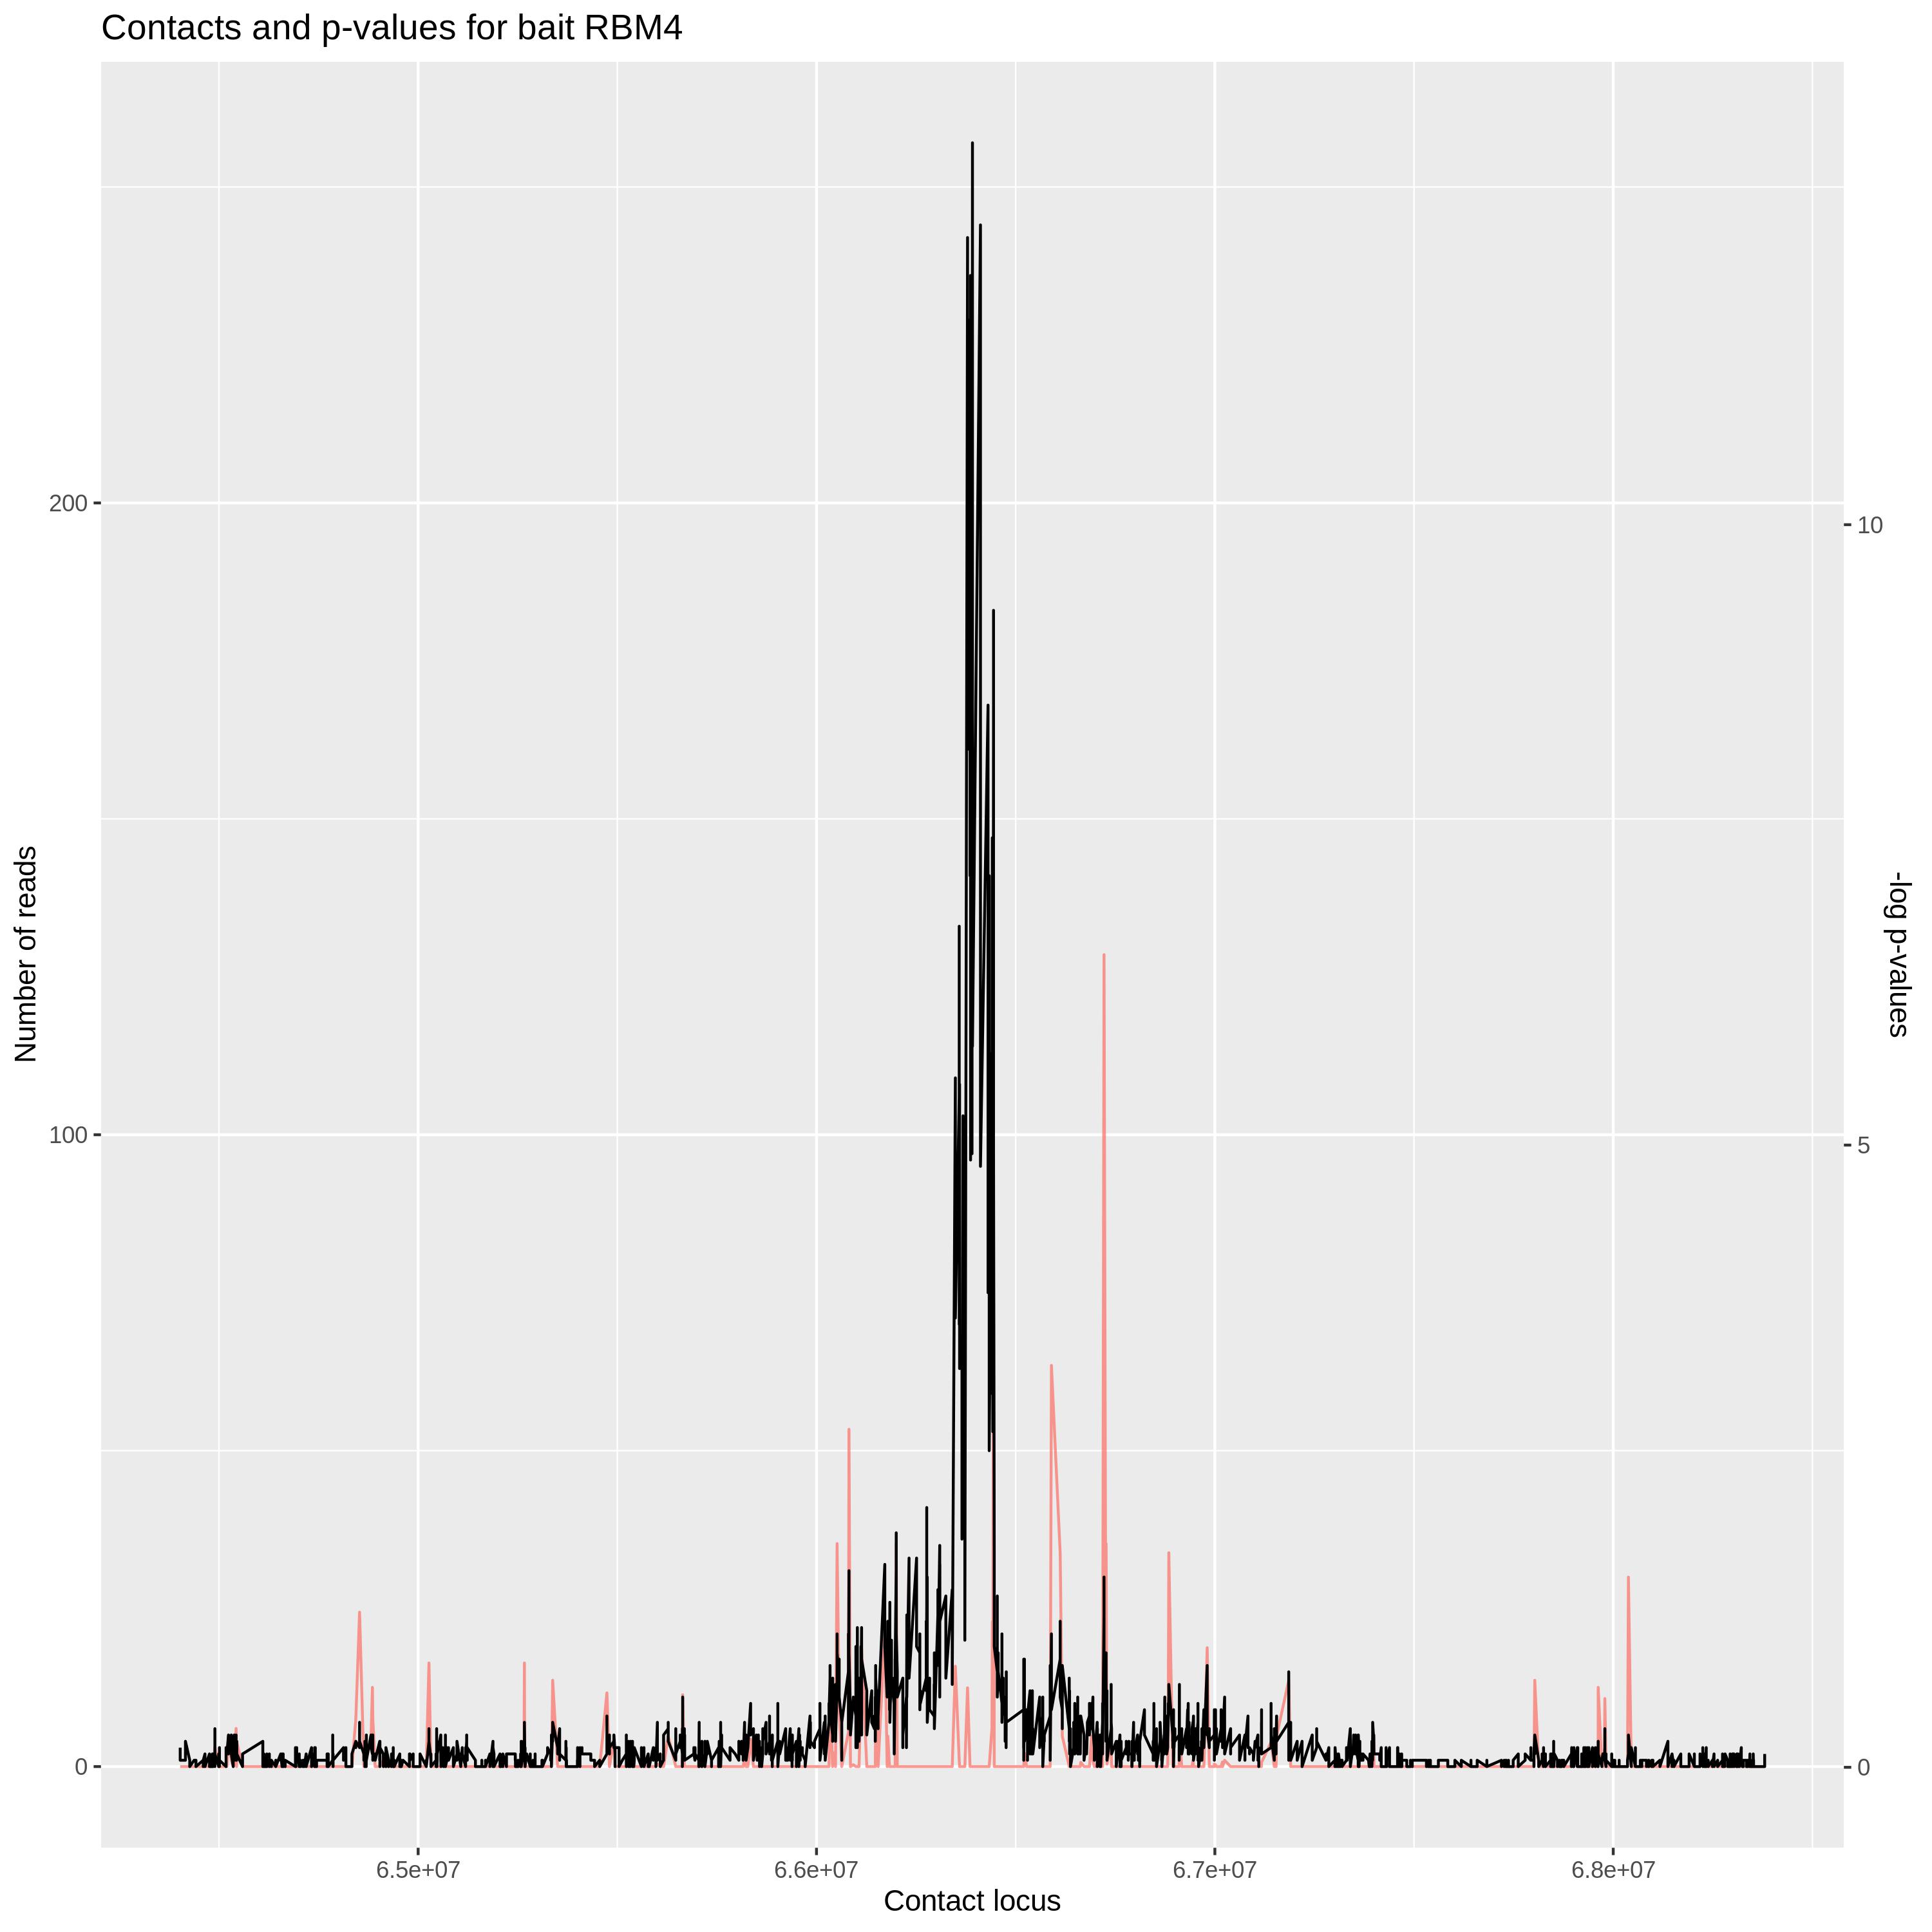 Contacts and p-values for bait RBM4
200
100
0
Number of reads
10
5
0
-log p-values
6.5e+07
6.6e+07
6.7e+07
6.8e+07
Contact locus